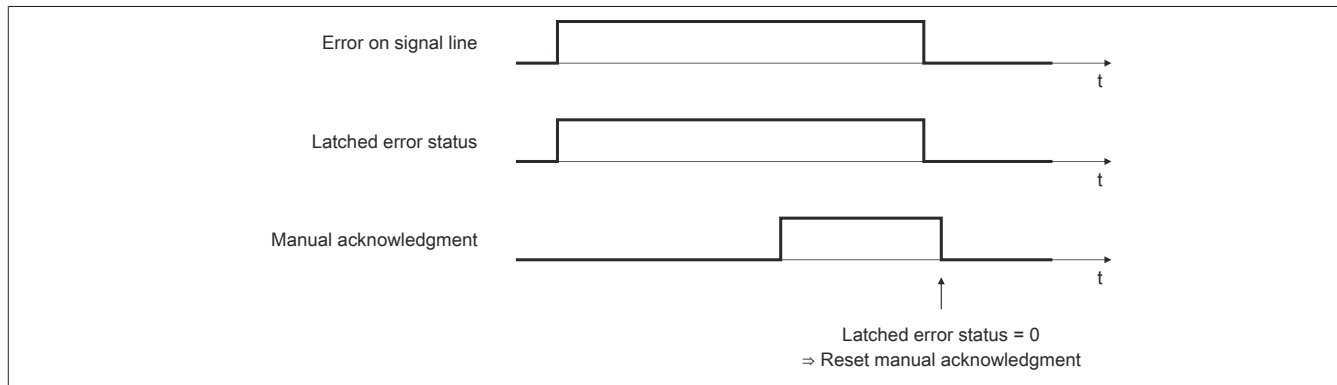 Error on signal line
t
Latched error status
t
Manual acknowledgment
t
Latched error status = 0
⇒ Reset manual acknowledgment